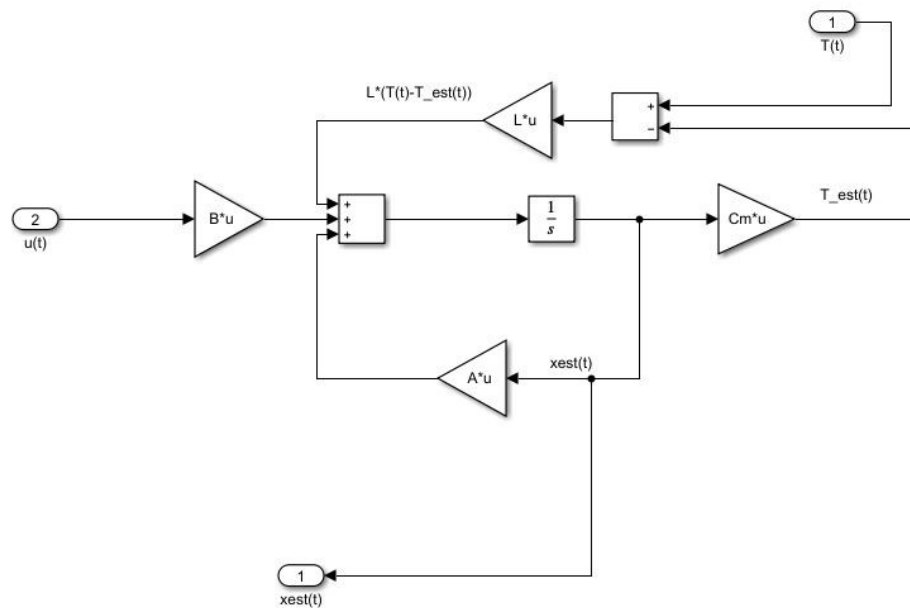 1
T(t)
L*(T(t)-T_est(t))
L*u
+
−
B*u
2
u(t)
+
+
+
1
s
Cm*u
T_est(t)
A*u
xest(t)
1
xest(t)